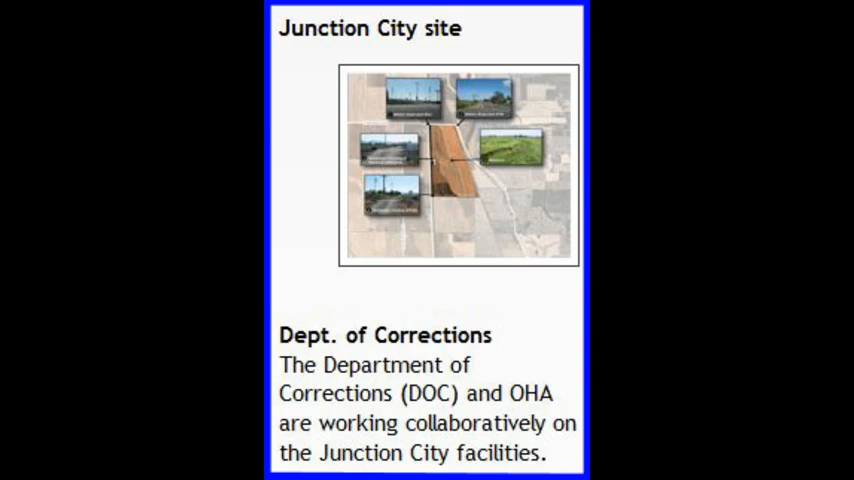 Junction City site
Dept. of Corrections
The Department of
Corrections (DOC) and OHA
are working collaboratively on
the Junction City facilities.